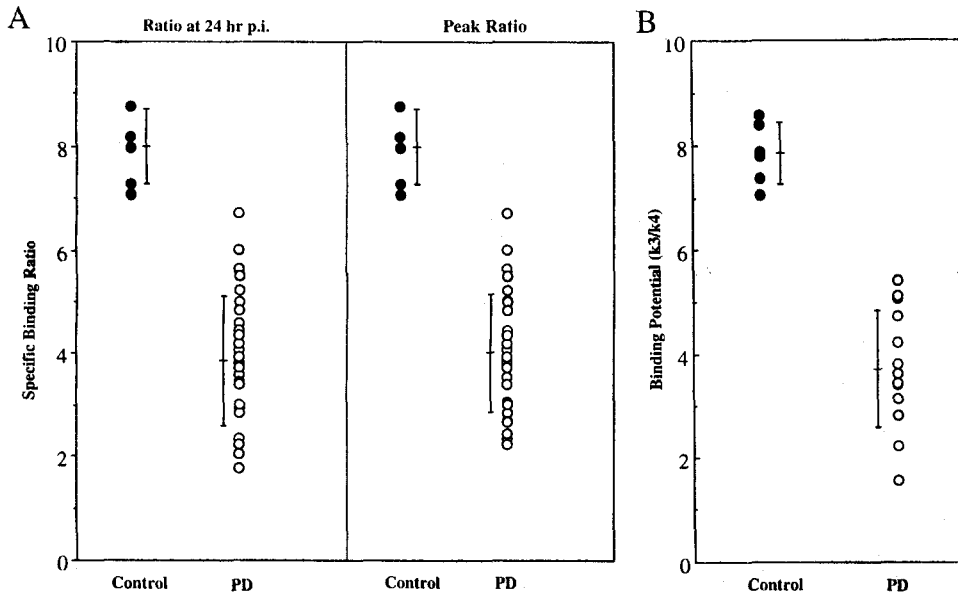 A
Ratio at 24 hr p.i.
Peak Ratio
Specific Binding Ratio
10
8
6
4
2
0
Control
PD
Control
PD
B
Binding Potential (k3/k4)
10
8
6
4
2
0
Control
PD